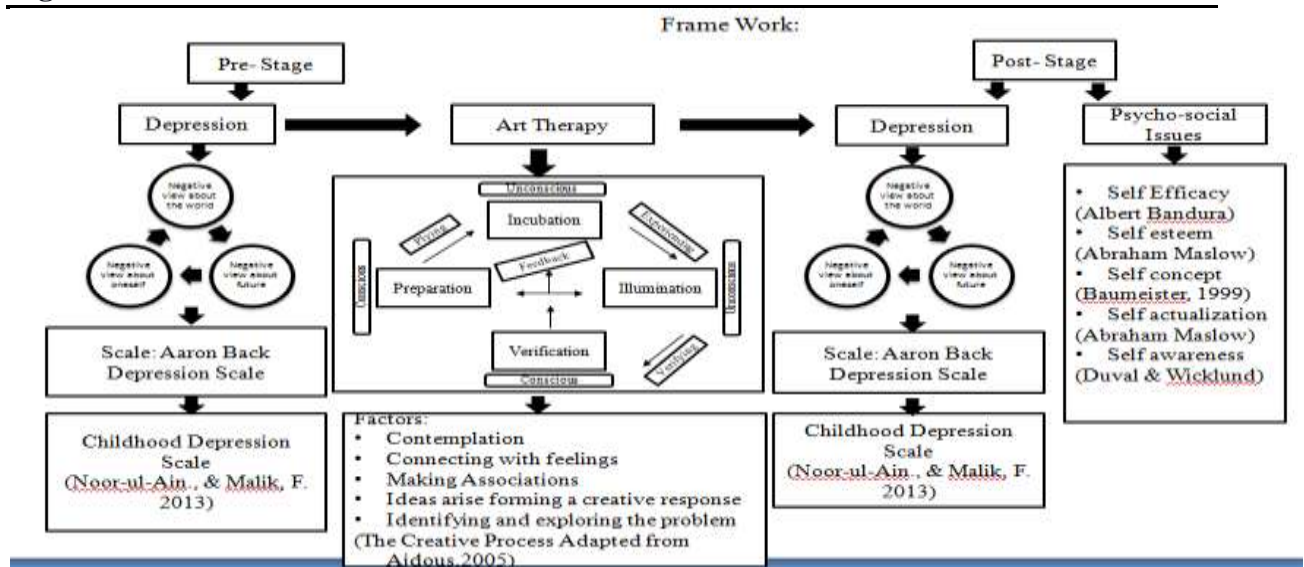 Frame Work:
Pre- Stage
Depression
Negative
view about
the world
Negative
view about
oneself
Negative
view about
future
Scale: Aaron Back
Depression Scale
Childhood Depression
Scale
(Noor-ul-Ain., & Malik, F.
2013)
Art Therapy
Unconscious
Incubation
Plying
Experiencing
Feedback
Conscious
Preparation
Illumination
Unconscious
Verification
Verifying
Conscious
Factors:
• Contemplation
• Connecting with feelings
• Making Associations
• Ideas arise forming a creative response
• Identifying and exploring the problem
(The Creative Process Adapted from
Aidous,2005)
Post- Stage
Depression
Negative
view about
the world
Negative
view about
oneself
Negative
view about
future
Scale: Aaron Back
Depression Scale
Childhood Depression
Scale
(Noor-ul-Ain., & Malik, F.
2013)
Psycho-social
Issues
• Self Efficacy
(Albert Bandura)
• Self esteem
(Abraham Maslow)
• Self concept
(Baumeister, 1999)
• Self actualization
(Abraham Maslow)
• Self awareness
(Duval & Wicklund)